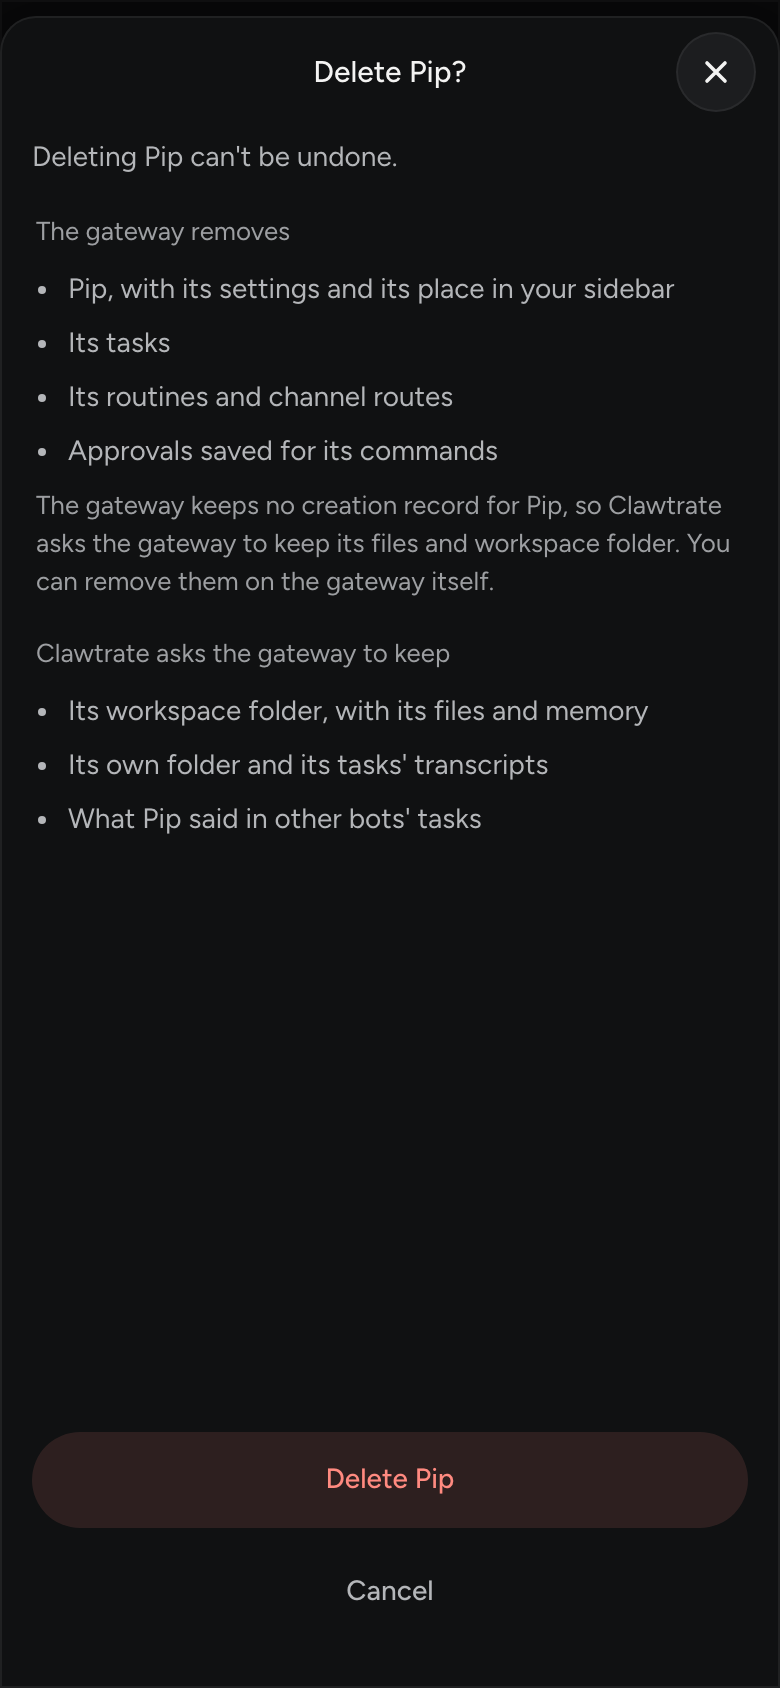 Delete Pip?
Deleting Pip can't be undone.
The gateway removes
• Pip, with its settings and its place in your sidebar
• Its tasks
• Its routines and channel routes
• Approvals saved for its commands
The gateway keeps no creation record for Pip, so Clawtrate
asks the gateway to keep its files and workspace folder. You
can remove them on the gateway itself.
Clawtrate asks the gateway to keep
• Its workspace folder, with its files and memory
• Its own folder and its tasks' transcripts
• What Pip said in other bots' tasks
Delete Pip
Cancel